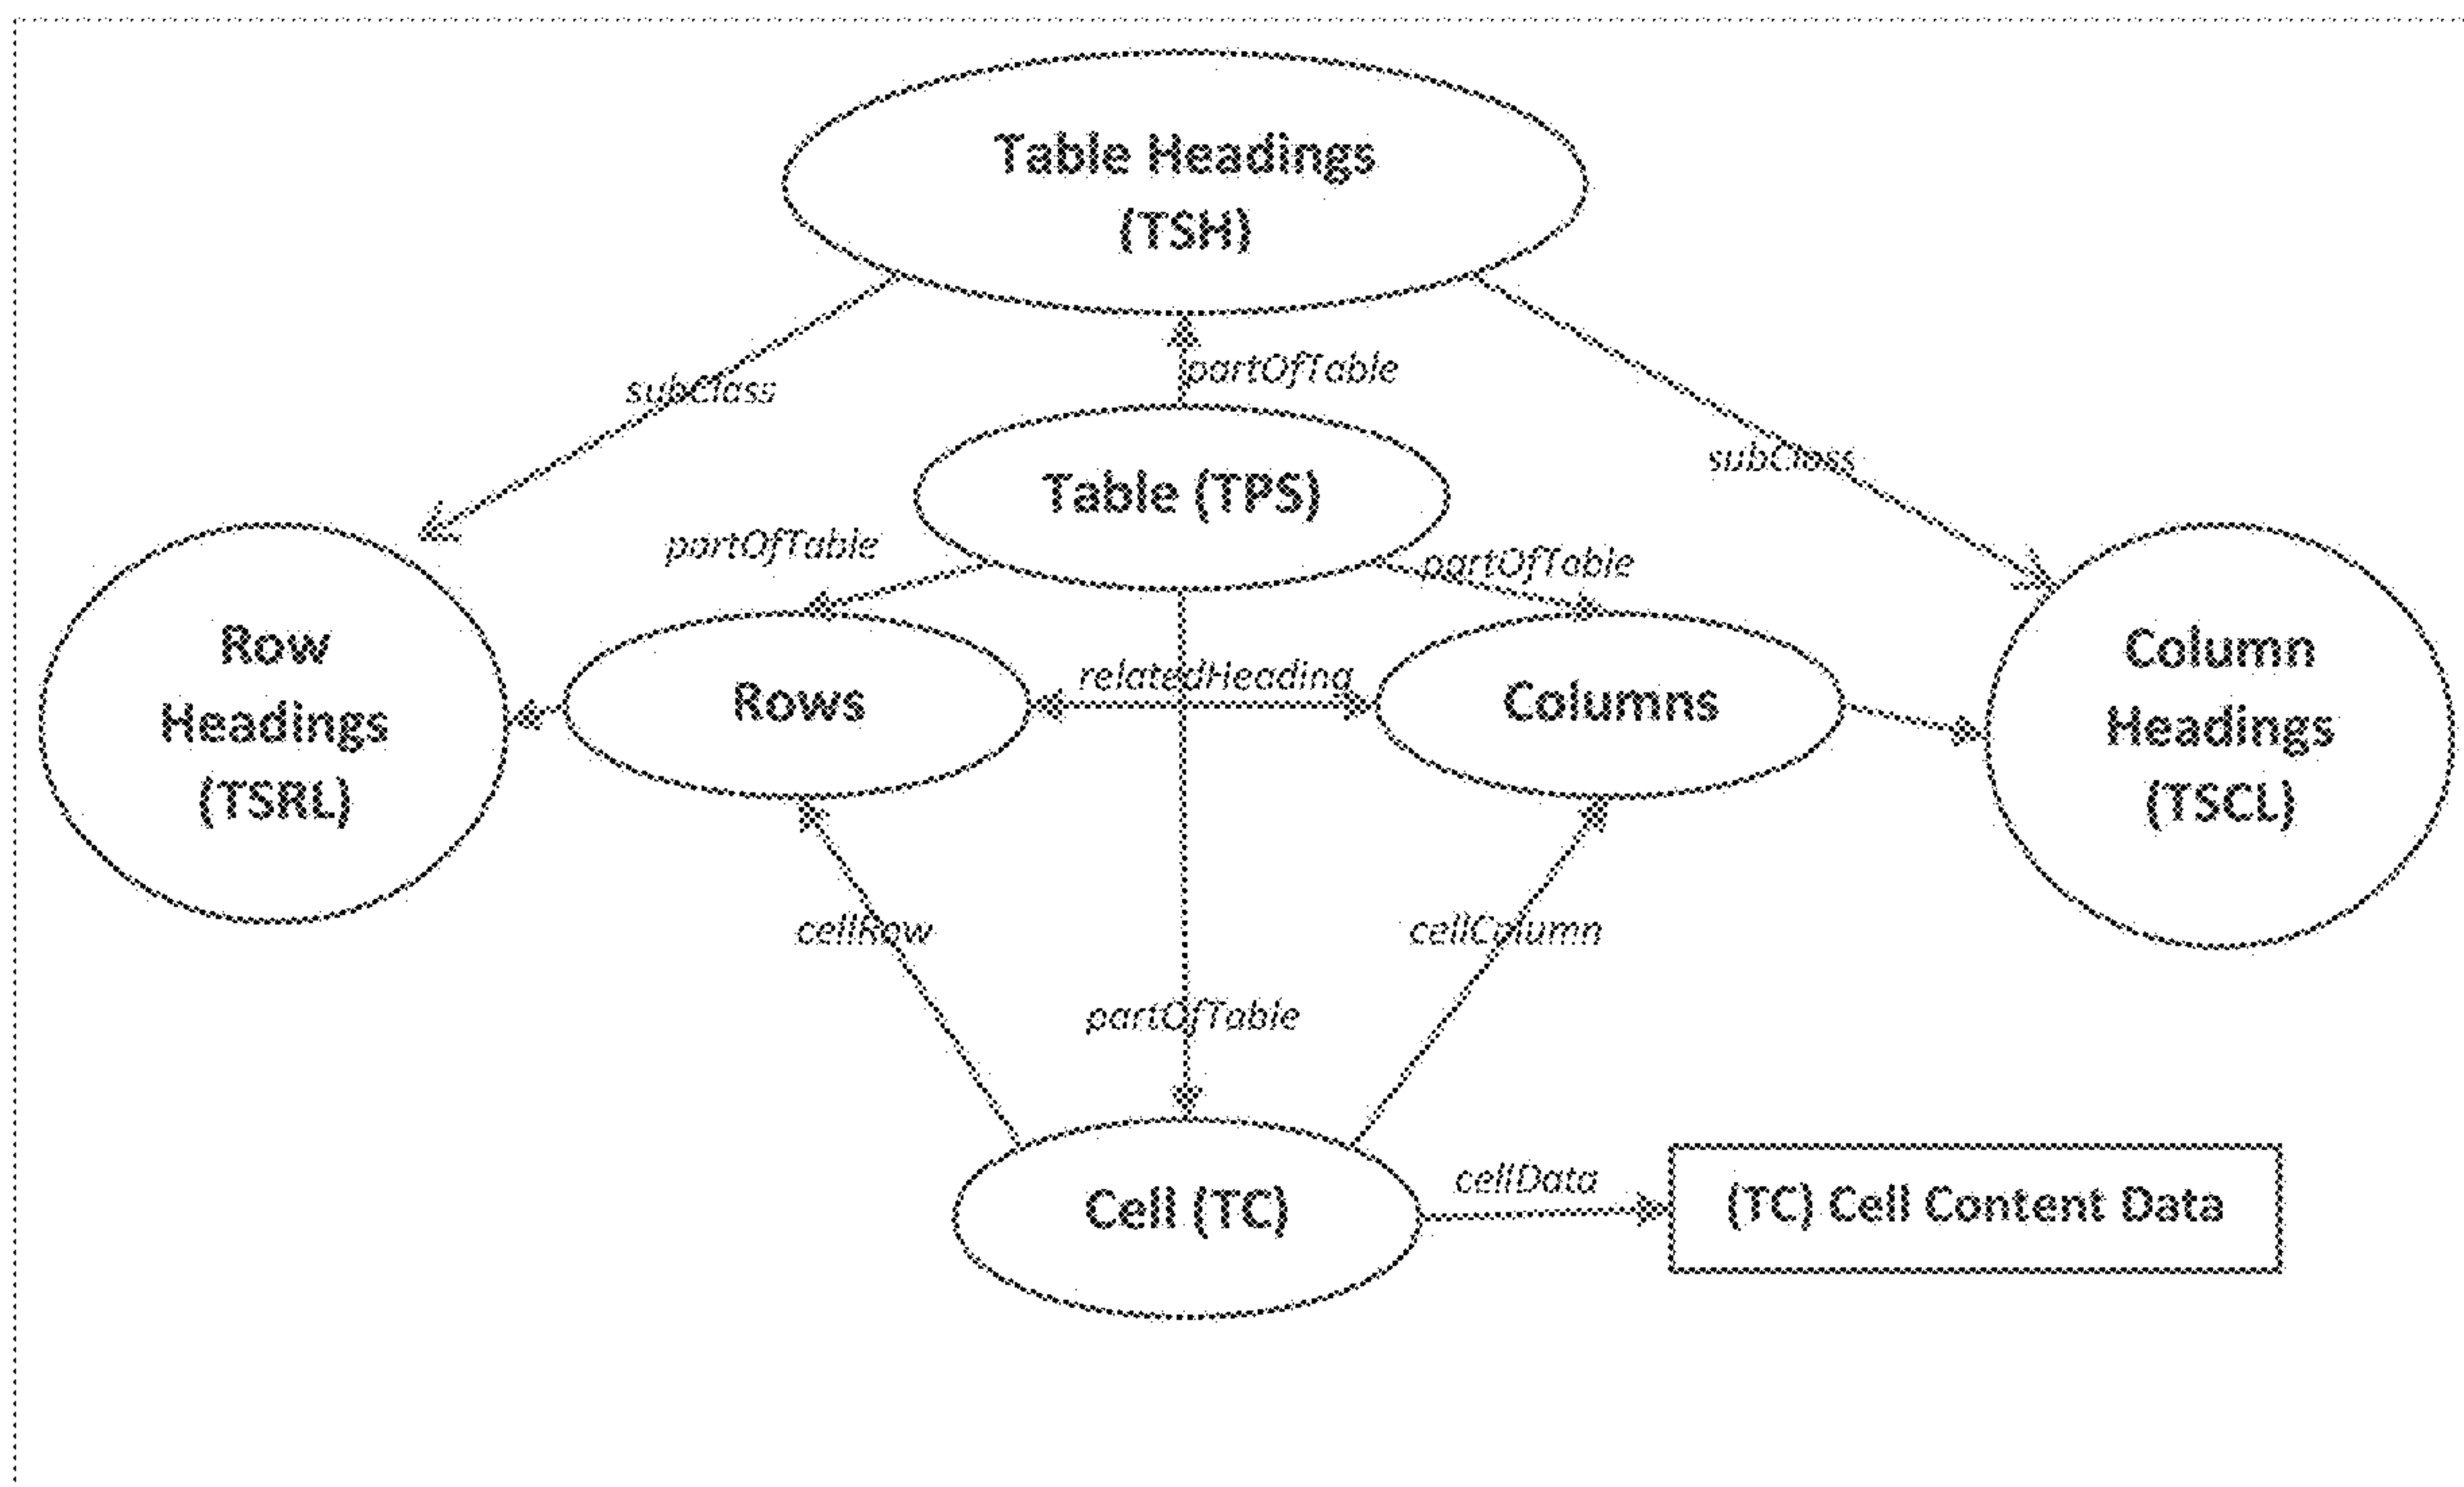 Table Headings
(TSH)
partOfTable
subClass
subClass
Table (TPS)
partOfTable
partOfTable
Row
Headings
(TSRL)
Rows
relatedHeading
Columns
Column
Headings
(TSCL)
cellRow
cellColumn
partOfTable
cellData
Cell (TC)
(TC) Cell Content Data